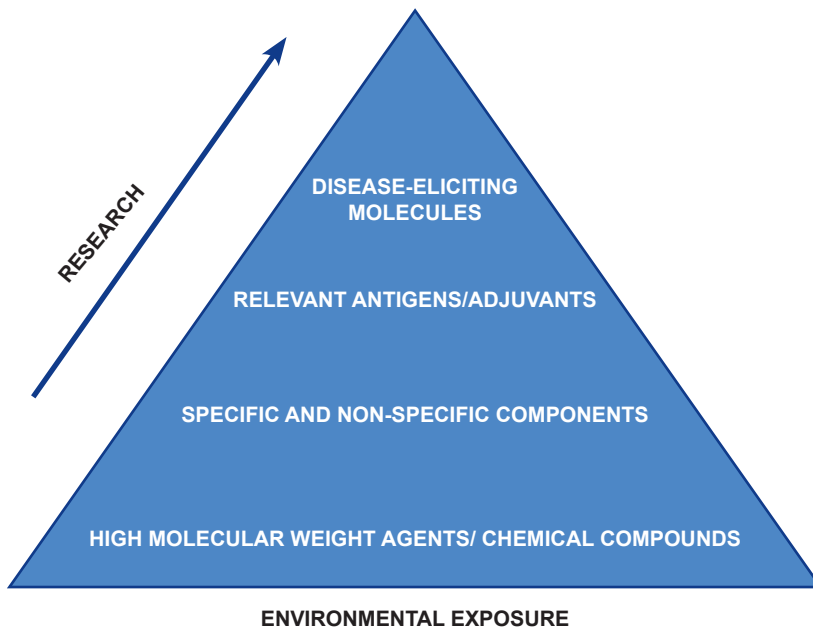 RESEARCH
DISEASE-ELICITING
MOLECULES
RELEVANT ANTIGENS/ADJUVANTS
SPECIFIC AND NON-SPECIFIC COMPONENTS
HIGH MOLECULAR WEIGHT AGENTS/ CHEMICAL COMPOUNDS
ENVIRONMENTAL EXPOSURE